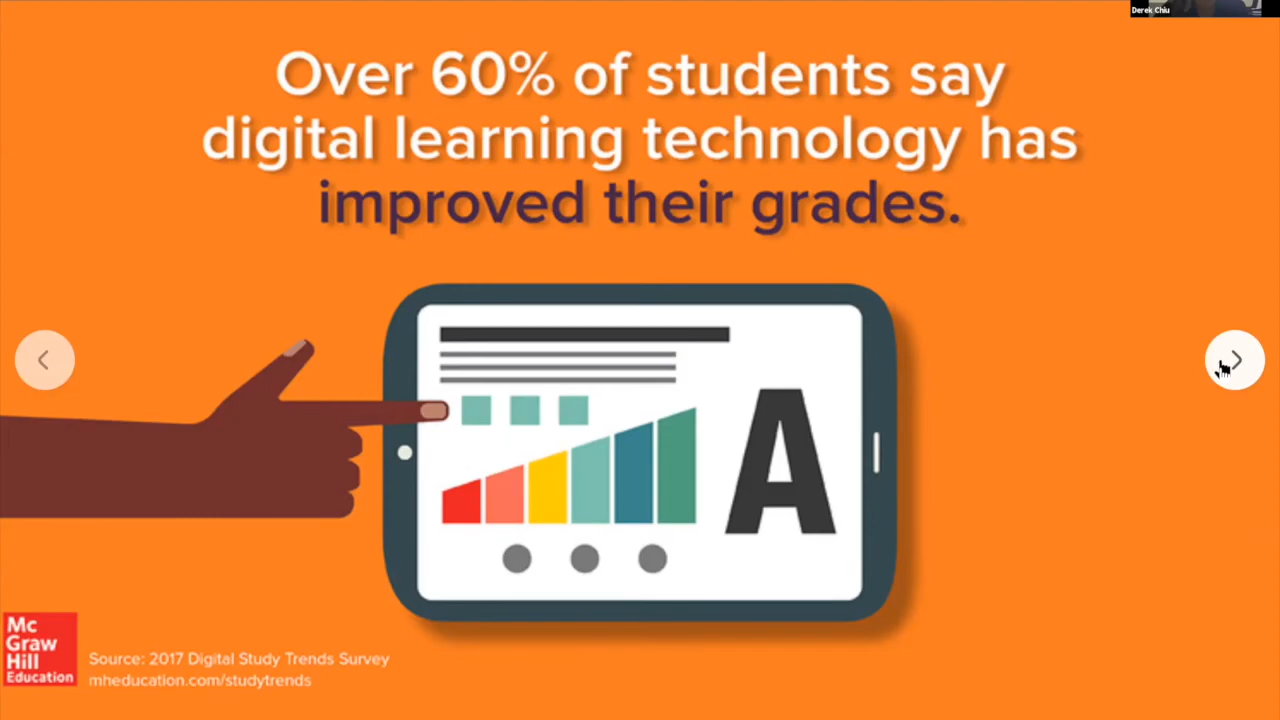 Derek Chiu
Over 60% of students say
digital learning technology has
improved their grades.
A
Mc
Graw
Hill
Education
Source: 2017 Digital Study Trends Survey
mheducation.com/studytrends